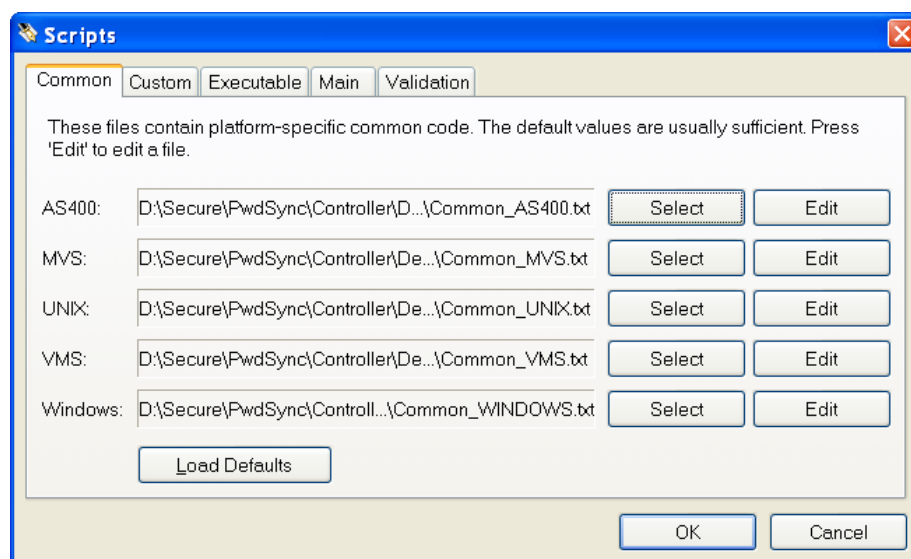 Scripts
Common Custom Executable Main Validation
These files contain platform-specific common code. The default values are usually sufficient. Press
'Edit' to edit a file.
AS400: D:\Secure\PwdSync\Controller\D...\Common_AS400.txt Select Edit
MVS: D:\Secure\PwdSync\Controller\De...\Common_MVS.txt Select Edit
UNIX: D:\Secure\PwdSync\Controller\De...\Common_UNIX.txt Select Edit
VMS: D:\Secure\PwdSync\Controller\De...\Common_VMS.txt Select Edit
Windows: D:\Secure\PwdSync\Controll...\Common_WINDOWS.txt Select Edit
Load Defaults
OK Cancel